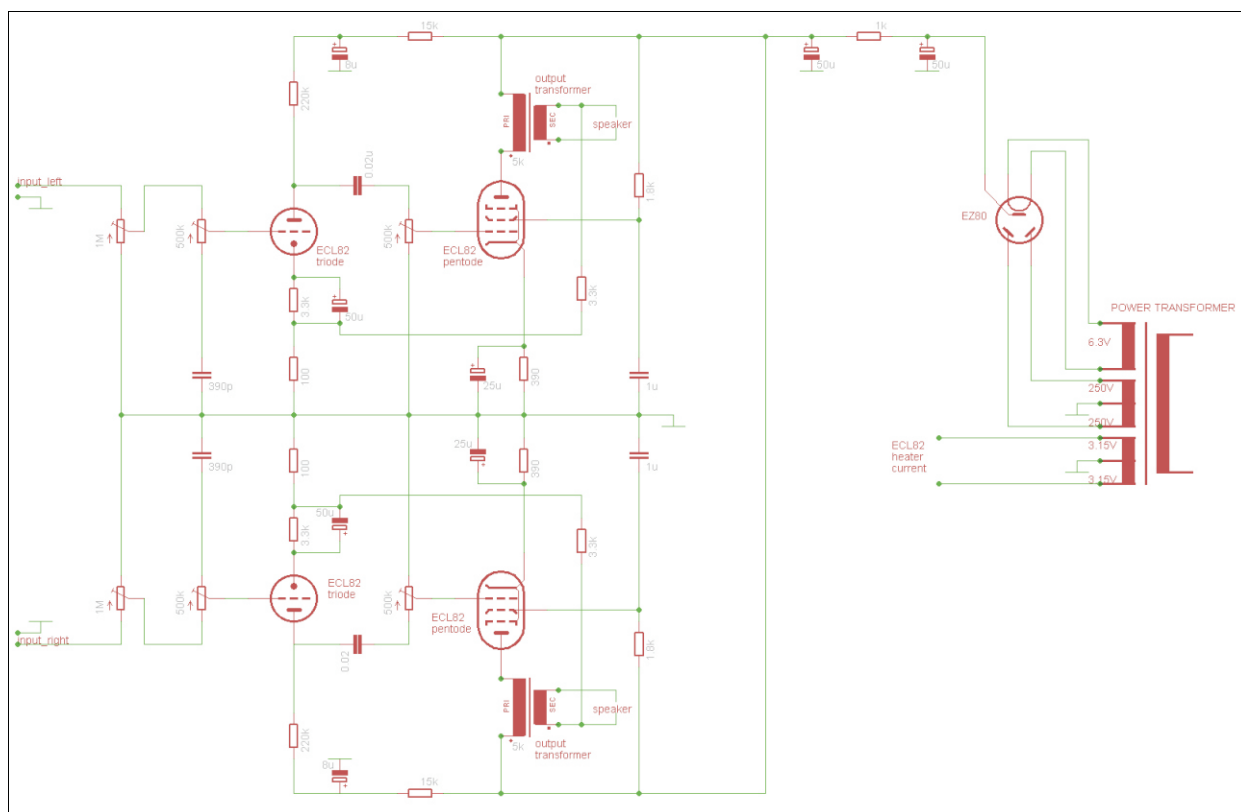 15k
1k
8u
50u
50u
220k
output
transformer
PRI
SEC
speaker
5k
0.02u
input_left
1M
500k
ECL82
triode
500k
ECL82
pentode
1.8k
EZ80
3.3k
50u
3.3k
POWER TRANSFORMER
6.3V
390p
100
25u
390
1u
250V
250V
390p
100
25u
390
1u
ECL82
heater
current
3.15V
3.15V
50u
3.3k
3.3k
1M
500k
ECL82
triode
500k
ECL82
pentode
input_right
0.02
1.8k
PRI
SEC
speaker
5k
output
transformer
220k
8u
15k